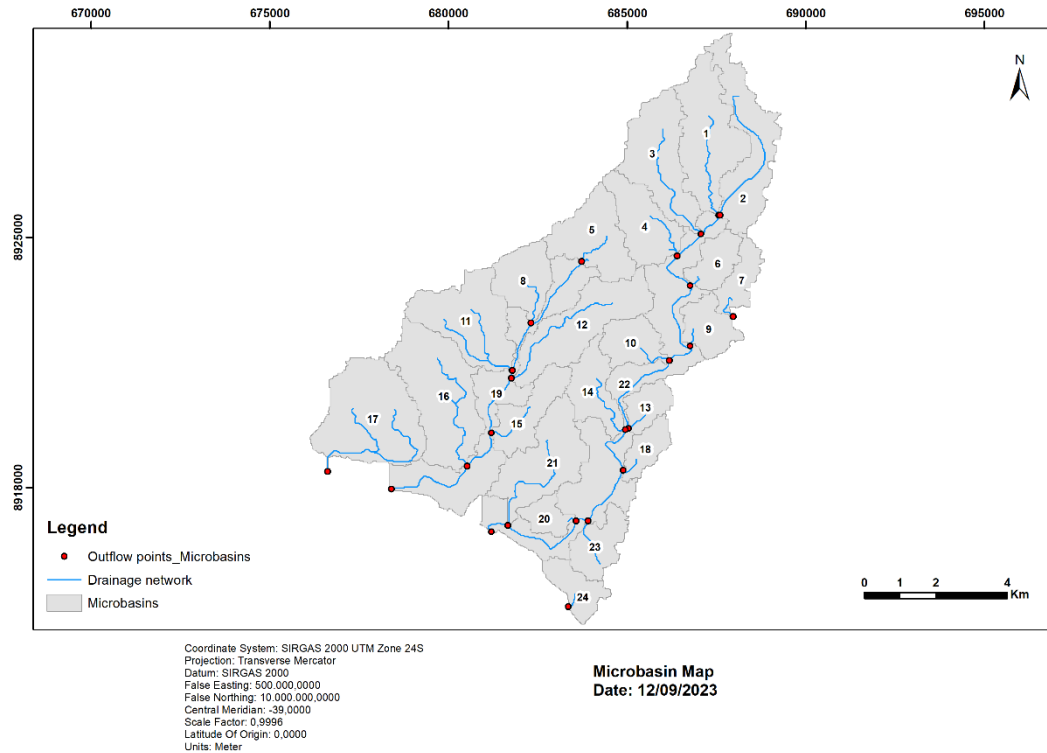 670000 675000 680000 685000 690000 695000
N
1
3
2
5
4
6
7
8
11
12
9
10
22
14
13
19
16
15
17
18
21
20
23
24
8925000
8918000
Legend
Outflow points_Microbasins
Drainage network
Microbasins
0 1 2 4
Km
Coordinate System: SIRGAS 2000 UTM Zone 24S
Projection: Transverse Mercator
Datum: SIRGAS 2000
False Easting: 500.000,0000
False Northing: 10.000.000,0000
Central Meridian: -39,0000
Scale Factor: 0,9996
Latitude Of Origin: 0,0000
Units: Meter
Microbasin Map
Date: 12/09/2023